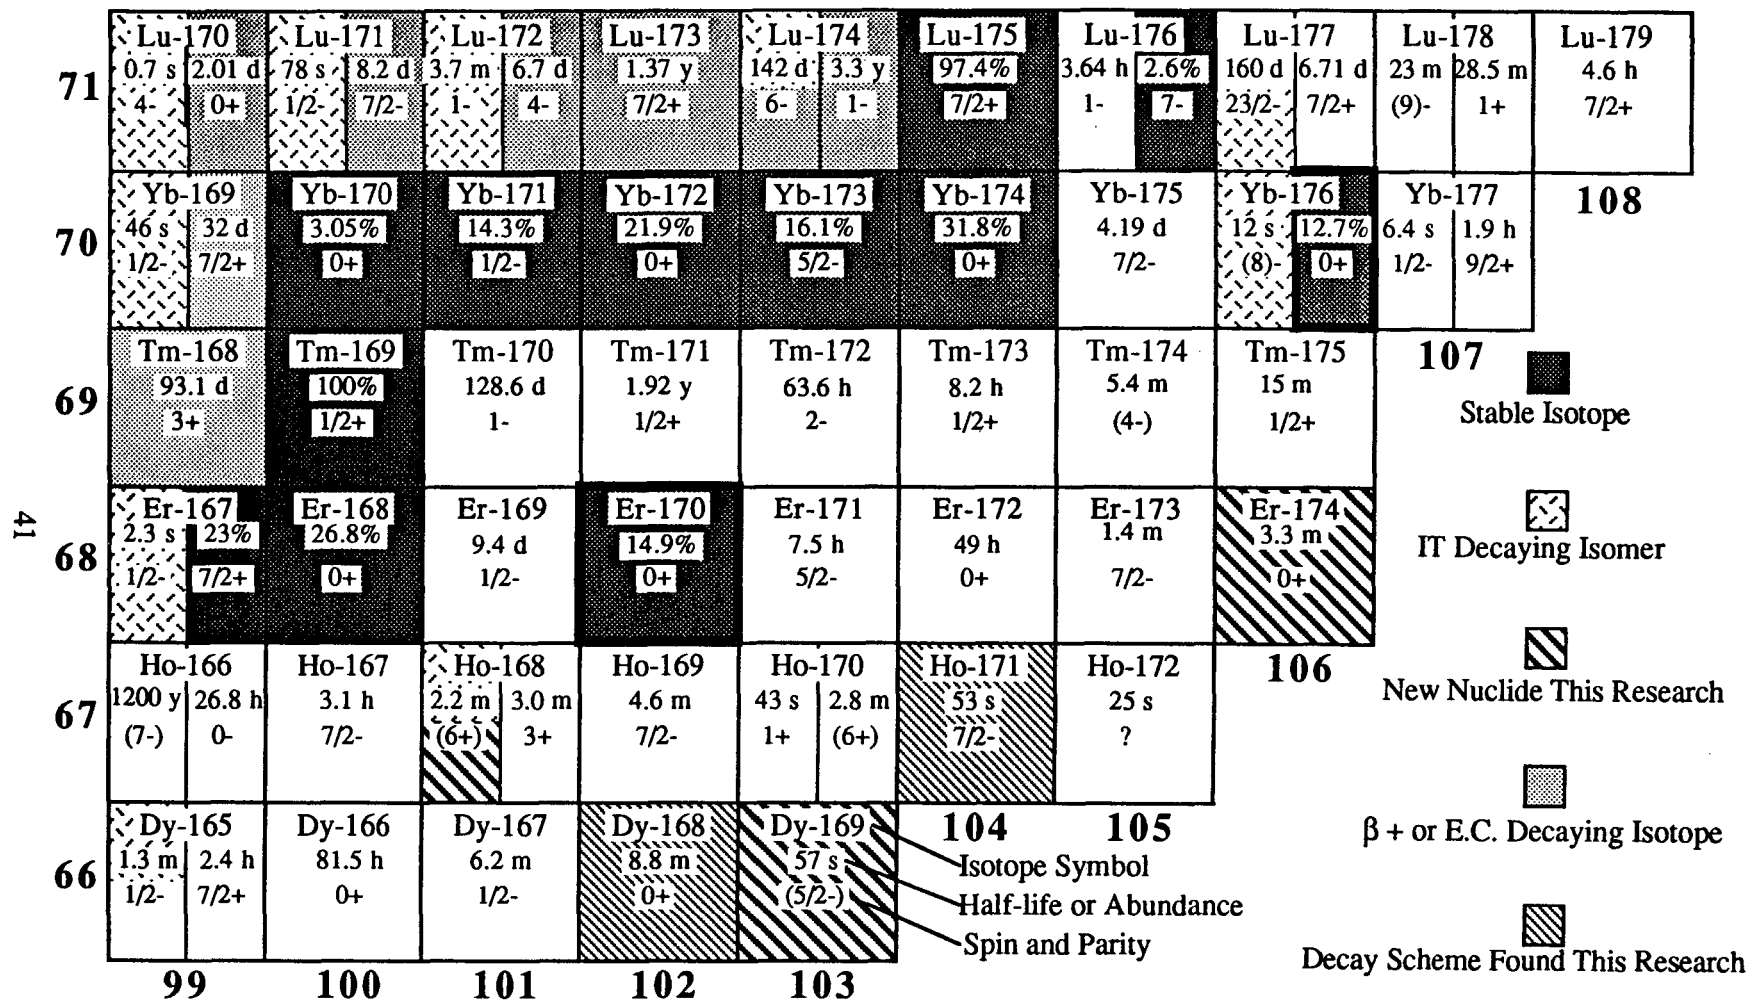 Lu-170 Lu-171 Lu-172 Lu-173 Lu-174 Lu-175 Lu-176 Lu-177 Lu-178 Lu-179
71 0.7 s 2.01 d 78 s 8.2 d 3.7 m 6.7 d 1.37 y 142 d 3.3 y 97.4% 3.64 h 2.6% 160 d 6.71 d 23 m 28.5 m 4.6 h
4- 0+ 1/2- 7/2- 1- 4- 7/2+ 6- 1- 7/2+ 1- 7- 23/2- 7/2+ (9)- 1+ 7/2+
Yb-169 Yb-170 Yb-171 Yb-172 Yb-173 Yb-174 Yb-175 Yb-176 Yb-177 108
70 46 s 32 d 3.05% 14.3% 21.9% 16.1% 31.8% 4.19 d 12 s 12.7% 6.4 s 1.9 h
1/2- 7/2+ 0+ 1/2- 0+ 5/2- 0+ 7/2- (8)- 0+ 1/2- 9/2+
Tm-168 Tm-169 Tm-170 Tm-171 Tm-172 Tm-173 Tm-174 Tm-175 107
69 93.1 d 100% 128.6 d 1.92 y 63.6 h 8.2 h 5.4 m 15 m
3+ 1/2+ 1- 1/2+ 2- 1/2+ (4-) 1/2+
Stable Isotope
Er-167 Er-168 Er-169 Er-170 Er-171 Er-172 Er-173 Er-174
68 2.3 s 23% 26.8% 9.4 d 14.9% 7.5 h 49 h 1.4 m 3.3 m
1/2- 7/2+ 0+ 1/2- 0+ 5/2- 0+ 7/2- 0+
IT Decaying Isomer
41
Ho-166 Ho-167 Ho-168 Ho-169 Ho-170 Ho-171 Ho-172 106
67 1200 y 26.8 h 3.1 h 2.2 m 3.0 m 4.6 m 43 s 2.8 m 53 s 25 s
(7-) 0- 7/2- (6+) 3+ 7/2- 1+ (6+) 7/2- ?
New Nuclide This Research
Dy-165 Dy-166 Dy-167 Dy-168 Dy-169 104 105
66 1.3 m 2.4 h 81.5 h 6.2 m 8.8 m 57 s
1/2- 7/2+ 0+ 1/2- 0+ (5/2-)
β + or E.C. Decaying Isotope
Isotope Symbol
Half-life or Abundance
Spin and Parity
Decay Scheme Found This Research
99 100 101 102 103